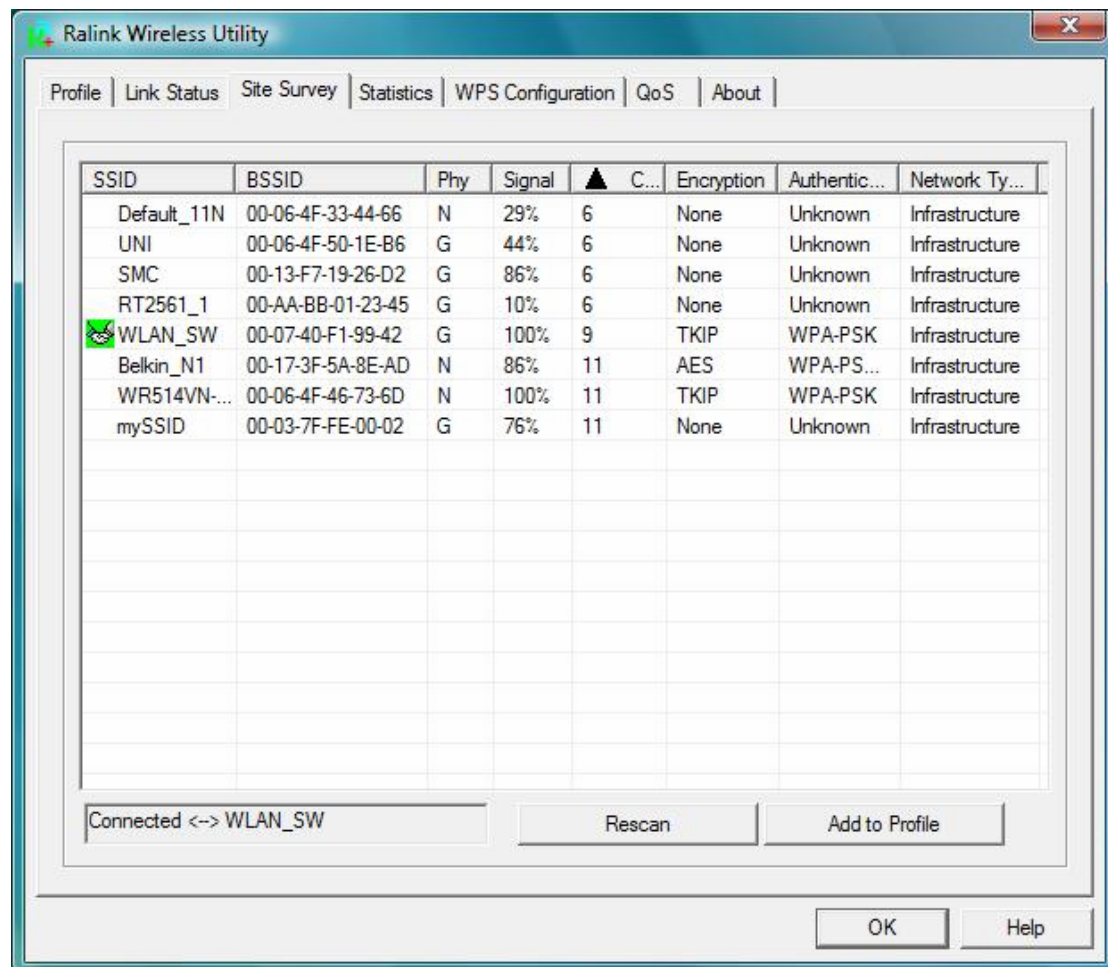 Ralink Wireless Utility
Profile Link Status Site Survey Statistics WPS Configuration QoS About
SSID BSSID Phy Signal C... Encryption Authentic... Network Ty...
Default_11N 00-06-4F-33-44-66 N 29% 6 None Unknown Infrastructure
UNI 00-06-4F-50-1E-B6 G 44% 6 None Unknown Infrastructure
SMC 00-13-F7-19-26-D2 G 86% 6 None Unknown Infrastructure
RT2561_1 00-AA-BB-01-23-45 G 10% 6 None Unknown Infrastructure
WLAN_SW 00-07-40-F1-99-42 G 100% 9 TKIP WPA-PSK Infrastructure
Belkin_N1 00-17-3F-5A-8E-AD N 86% 11 AES WPA-PS... Infrastructure
WR514VN-... 00-06-4F-46-73-6D N 100% 11 TKIP WPA-PSK Infrastructure
mySSID 00-03-7F-FE-00-02 G 76% 11 None Unknown Infrastructure
Connected <--> WLAN_SW Rescan Add to Profile
OK Help